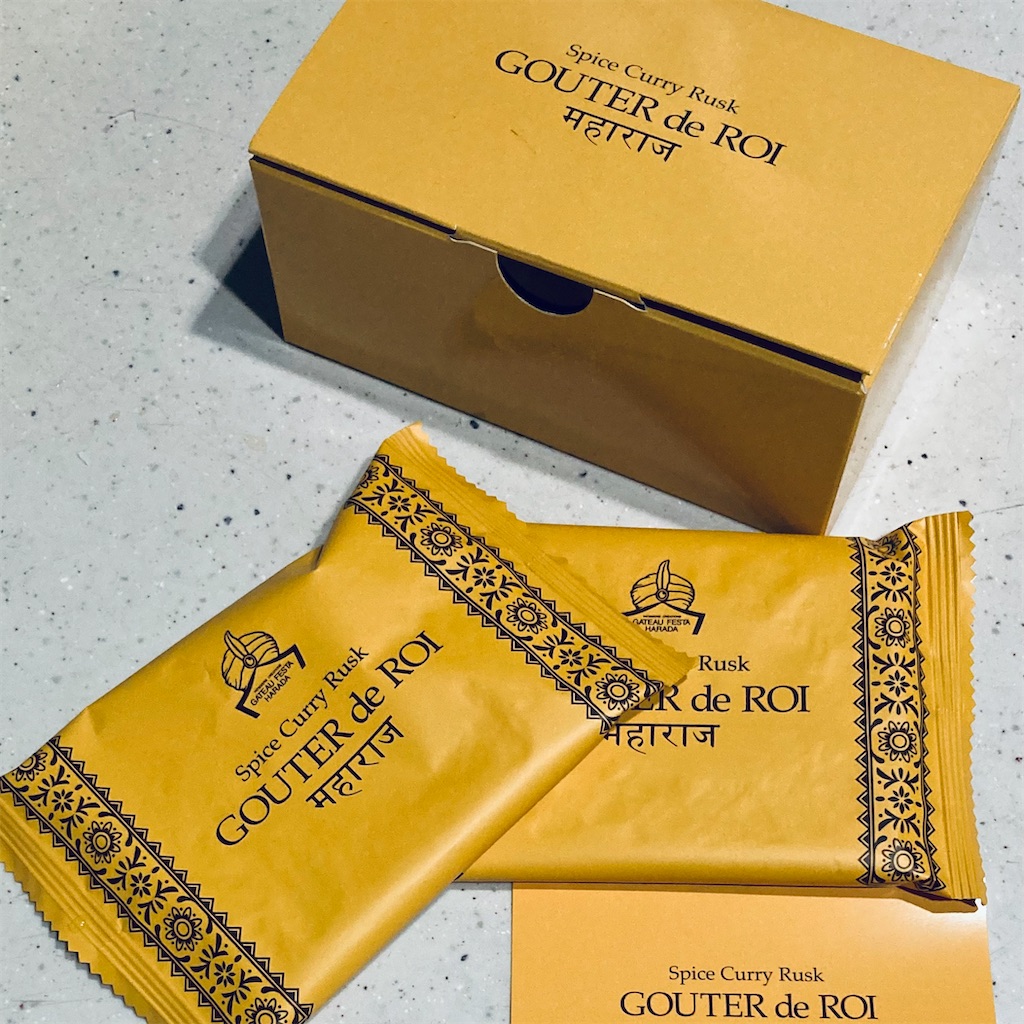 Spice Curry Rusk
GOUTER de ROI
महाराज
GATEAU FESTA
HARADA
Spice Curry Rusk
GOUTER de ROI
महाराज
GATEAU FESTA
HARADA
Rusk
de ROI
महाराज
Spice Curry Rusk
GOUTER de ROI